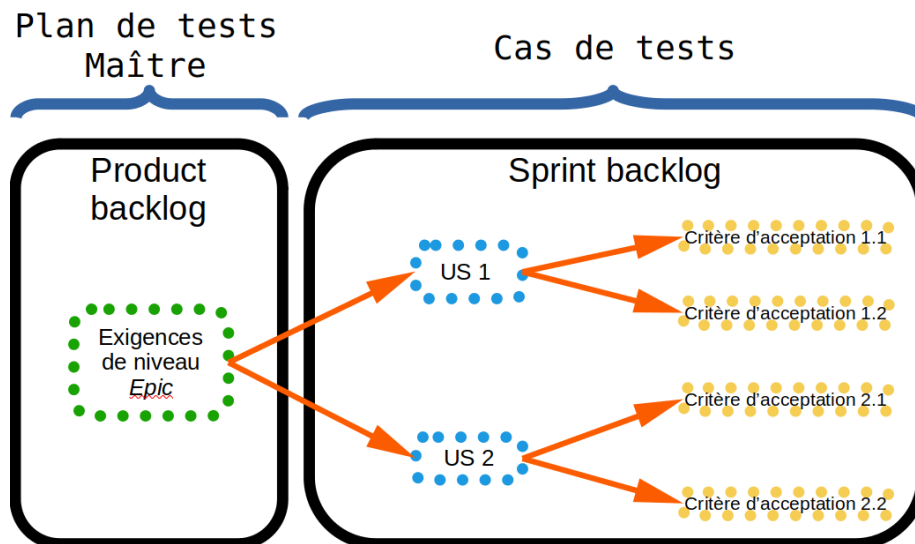 Plan de tests
Maître
Cas de tests
Product
backlog
Sprint backlog
Exigences
de niveau
Epic
US 1
Critère d'acceptation 1.1
Critère d'acceptation 1.2
US 2
Critère d'acceptation 2.1
Critère d'acceptation 2.2